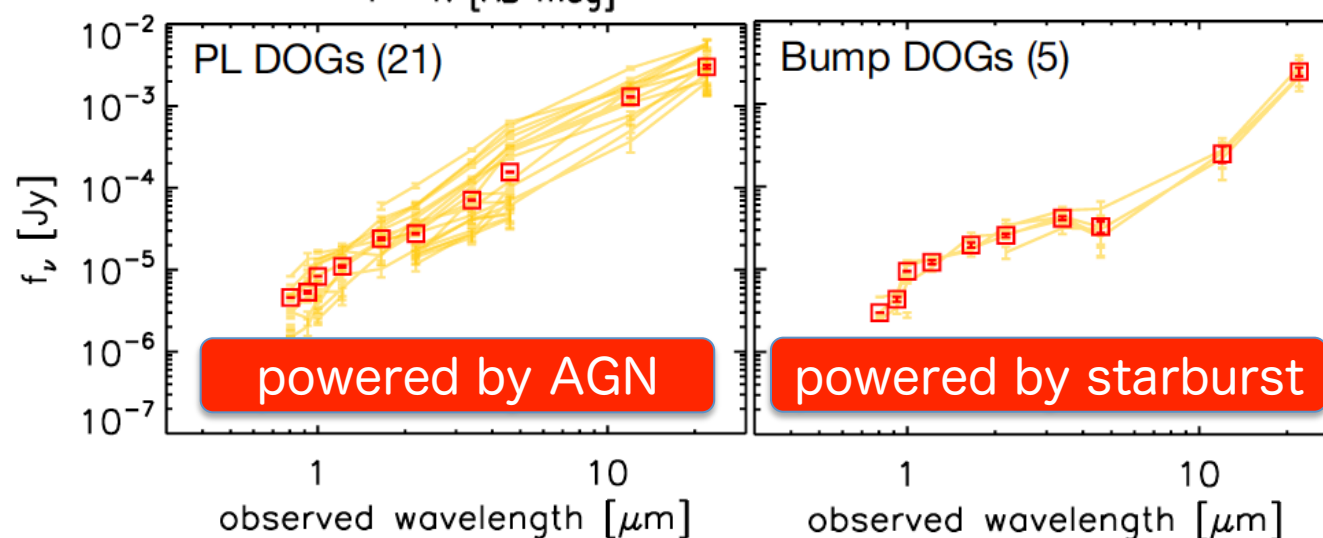 PL DOGs (21)
Bump DOGs (5)
f_ν [Jy]
10^-2
10^-3
10^-4
10^-5
10^-6
10^-7
powered by AGN
powered by starburst
1
10
1
10
observed wavelength [μm]
observed wavelength [μm]